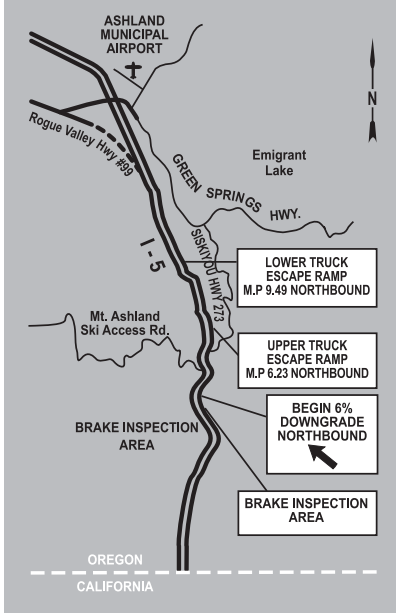 ASHLAND
MUNICIPAL
AIRPORT
N
Rogue Valley Hwy #99
GREEN SPRINGS HWY.
Emigrant
Lake
SISKIYOU HWY 273
I - 5
LOWER TRUCK
ESCAPE RAMP
M.P 9.49 NORTHBOUND
Mt. Ashland
Ski Access Rd.
UPPER TRUCK
ESCAPE RAMP
M.P 6.23 NORTHBOUND
BEGIN 6%
DOWNGRADE
NORTHBOUND
BRAKE INSPECTION
AREA
BRAKE INSPECTION
AREA
OREGON
CALIFORNIA